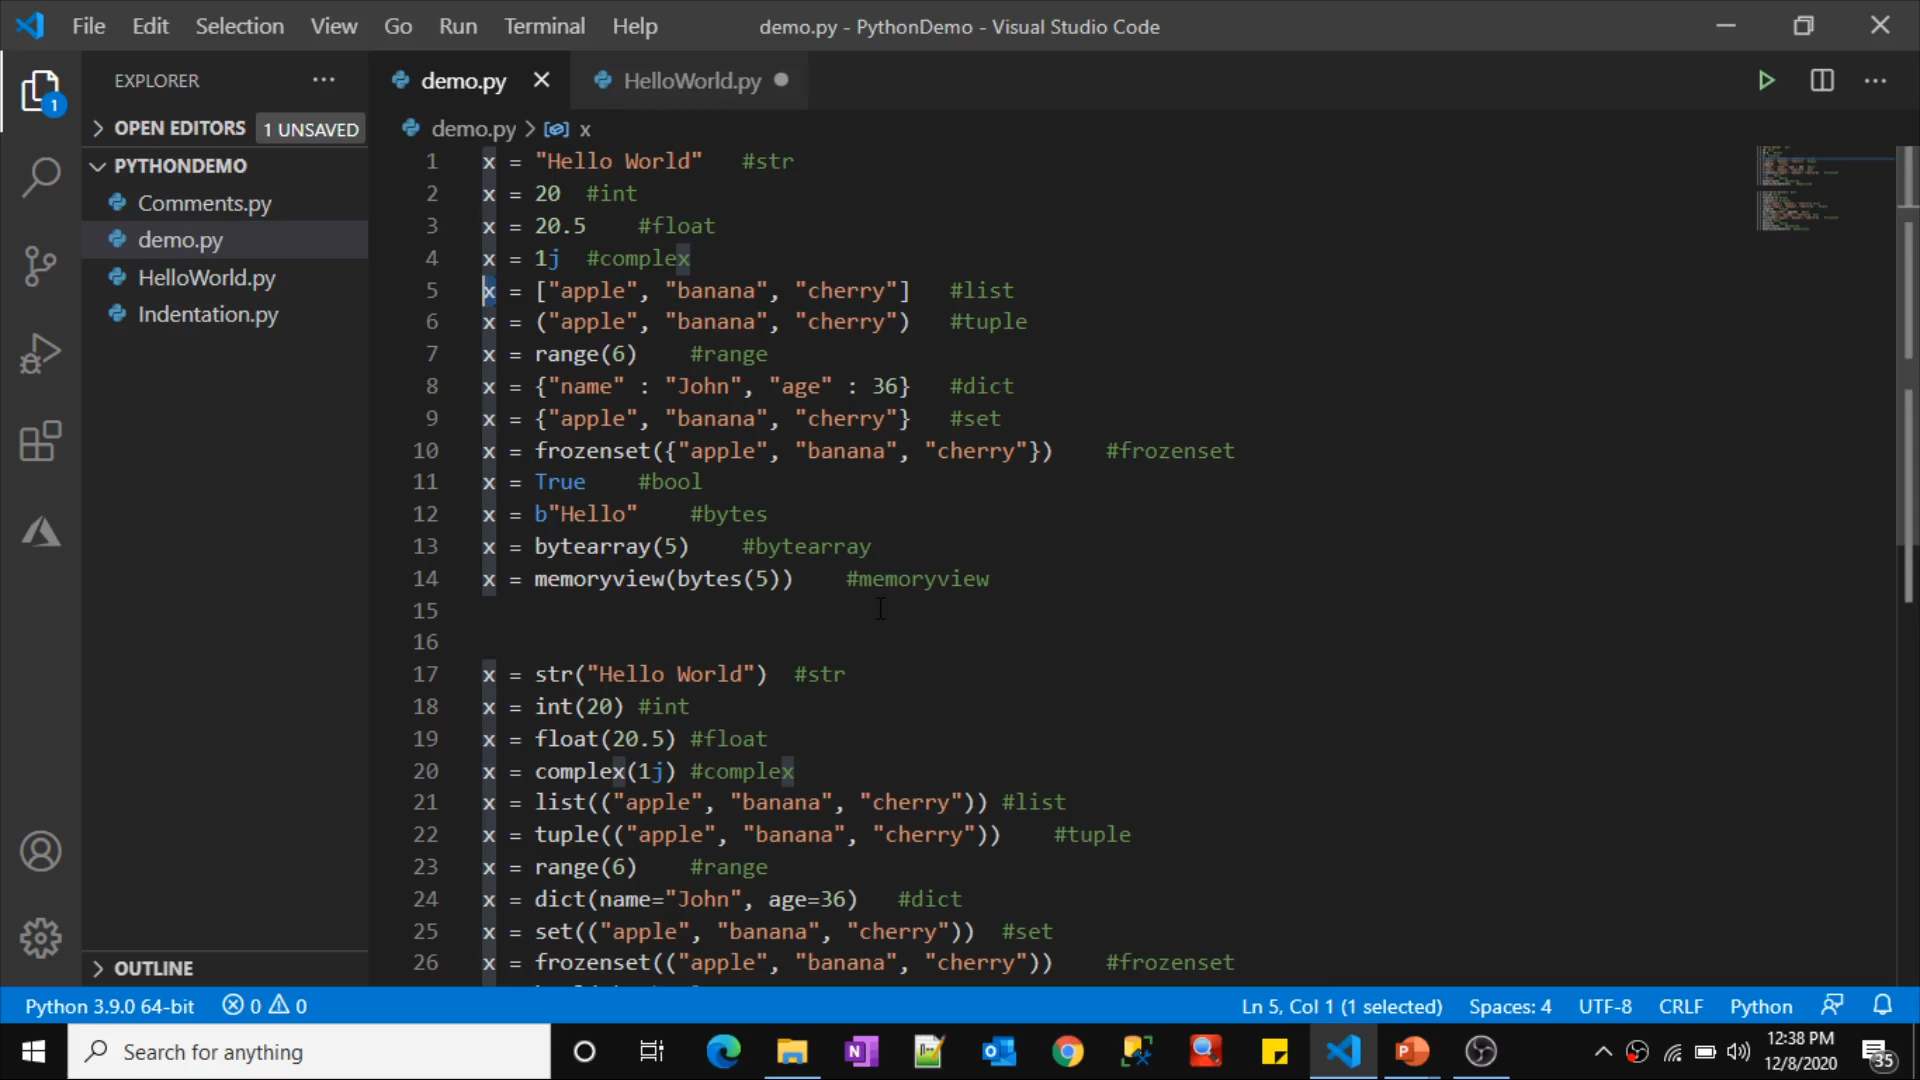 File Edit Selection View Go Run Terminal Help demo.py - PythonDemo - Visual Studio Code
EXPLORER
demo.py
HelloWorld.py
1
OPEN EDITORS 1 UNSAVED
demo.py > x
PYTHONDEMO
Comments.py
demo.py
HelloWorld.py
Indentation.py
1 x = "Hello World" #str
2 x = 20 #int
3 x = 20.5 #float
4 x = 1j #complex
5 x = ["apple", "banana", "cherry"] #list
6 x = ("apple", "banana", "cherry") #tuple
7 x = range(6) #range
8 x = {"name" : "John", "age" : 36} #dict
9 x = {"apple", "banana", "cherry"} #set
10 x = frozenset({"apple", "banana", "cherry"}) #frozenset
11 x = True #bool
12 x = b"Hello" #bytes
13 x = bytearray(5) #bytearray
14 x = memoryview(bytes(5)) #memoryview
15
16
17 x = str("Hello World") #str
18 x = int(20) #int
19 x = float(20.5) #float
20 x = complex(1j) #complex
21 x = list(("apple", "banana", "cherry")) #list
22 x = tuple(("apple", "banana", "cherry")) #tuple
23 x = range(6) #range
24 x = dict(name="John", age=36) #dict
25 x = set(("apple", "banana", "cherry")) #set
26 x = frozenset(("apple", "banana", "cherry")) #frozenset
OUTLINE
Python 3.9.0 64-bit 0 0 Ln 5, Col 1 (1 selected) Spaces: 4 UTF-8 CRLF Python
Search for anything
12:38 PM
12/8/2020
35